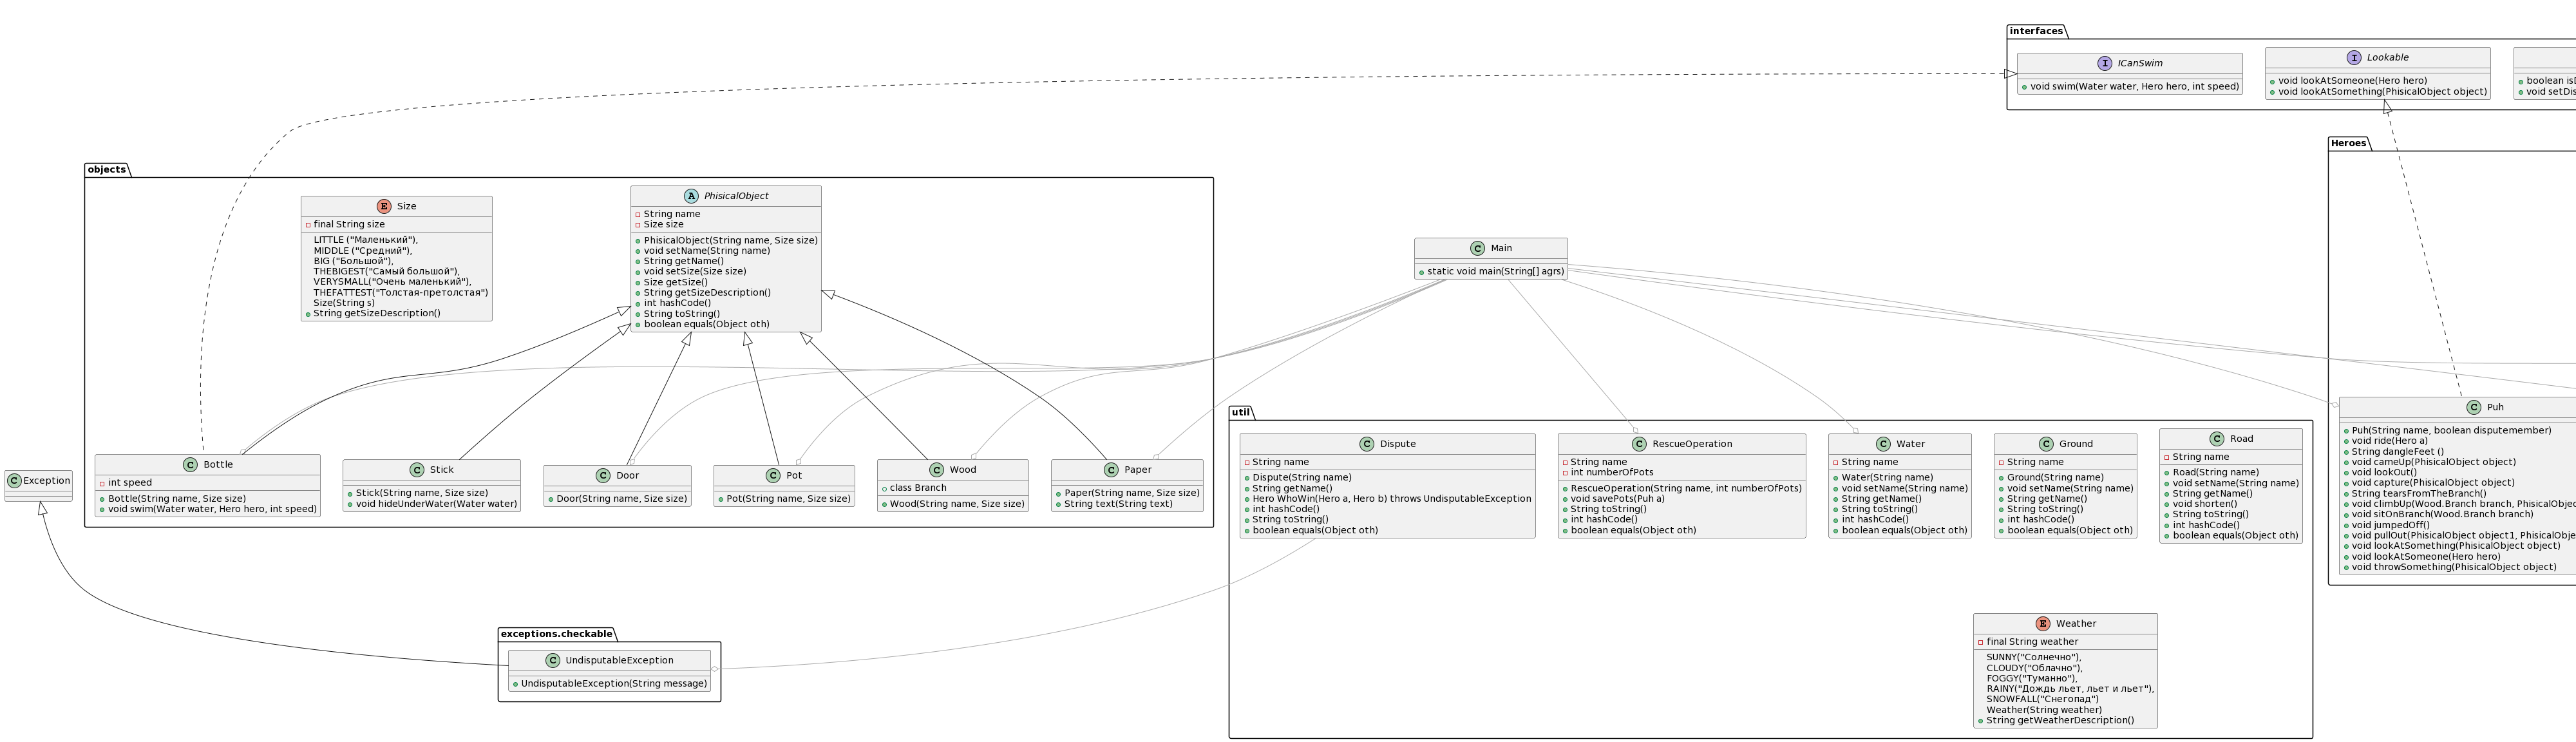 interfaces
ICanSwim
void swim(Water water, Hero hero, int speed)
Lookable
void lookAtSomeone(Hero hero)
void lookAtSomething(PhisicalObject object)
void
objects
Size
final String size
LITTLE ("Маленький"),
MIDDLE ("Средний"),
BIG ("Большой"),
THEBIGEST("Самый большой"),
VERYSMALL("Очень маленький"),
THEFATTEST("Толстая-претолстая")
Size(String s)
String getSizeDescription()
PhisicalObject
String name
Size size
PhisicalObject(String name, Size size)
void setName(String name)
String getName()
void setSize(Size size)
Size getSize()
String getSizeDescription()
int hashCode()
String toString()
boolean equals(Object oth)
Bottle
int speed
Bottle(String name, Size size)
void swim(Water water, Hero hero, int speed)
Stick
Stick(String name, Size size)
void hideUnderWater(Water water)
Door
Door(String name, Size size)
Pot
Pot(String name, Size size)
Wood
class Branch
Wood(String name, Size size)
Paper
Paper(String name, Size size)
String text(String text)
Main
static void main(String[] agrs)
Exception
exceptions.checkable
UndisputableException
UndisputableException(String message)
util
Dispute
String name
Dispute(String name)
String getName()
Hero WhoWin(Hero a, Hero b) throws UndisputableException
int hashCode()
String toString()
boolean equals(Object oth)
RescueOperation
String name
int numberOfPots
RescueOperation(String name, int numberOfPots)
void savePots(Puh a)
String toString()
int hashCode()
boolean equals(Object oth)
Water
String name
Water(String name)
void setName(String name)
String getName()
String toString()
int hashCode()
boolean equals(Object oth)
Ground
String name
Ground(String name)
void setName(String name)
String getName()
String toString()
int hashCode()
boolean equals(Object oth)
Road
String name
Road(String name)
void setName(String name)
String getName()
void shorten()
String toString()
int hashCode()
boolean equals(Object oth)
Weather
final String weather
SUNNY("Солнечно"),
CLOUDY("Облачно"),
FOGGY("Туманно"),
RAINY("Дождь льет, льет и льет"),
SNOWFALL("Снегопад")
Weather(String weather)
String getWeatherDescription()
Heroes
Puh
Puh(String name, boolean disputemember)
void ride(Hero a)
String dangleFeet ()
void cameUp(PhisicalObject object)
void lookOut()
void capture(PhisicalObject object)
String tearsFromTheBranch()
void climbUp(Wood.Branch branch,
void sitOnBranch(Wood.Branch branch)
void jumpedOff()
void pullOut(PhisicalObject object1,
void lookAtSomething(PhisicalObject object)
void lookAtSomeone(Hero hero)
void throwSomething(PhisicalObject object)